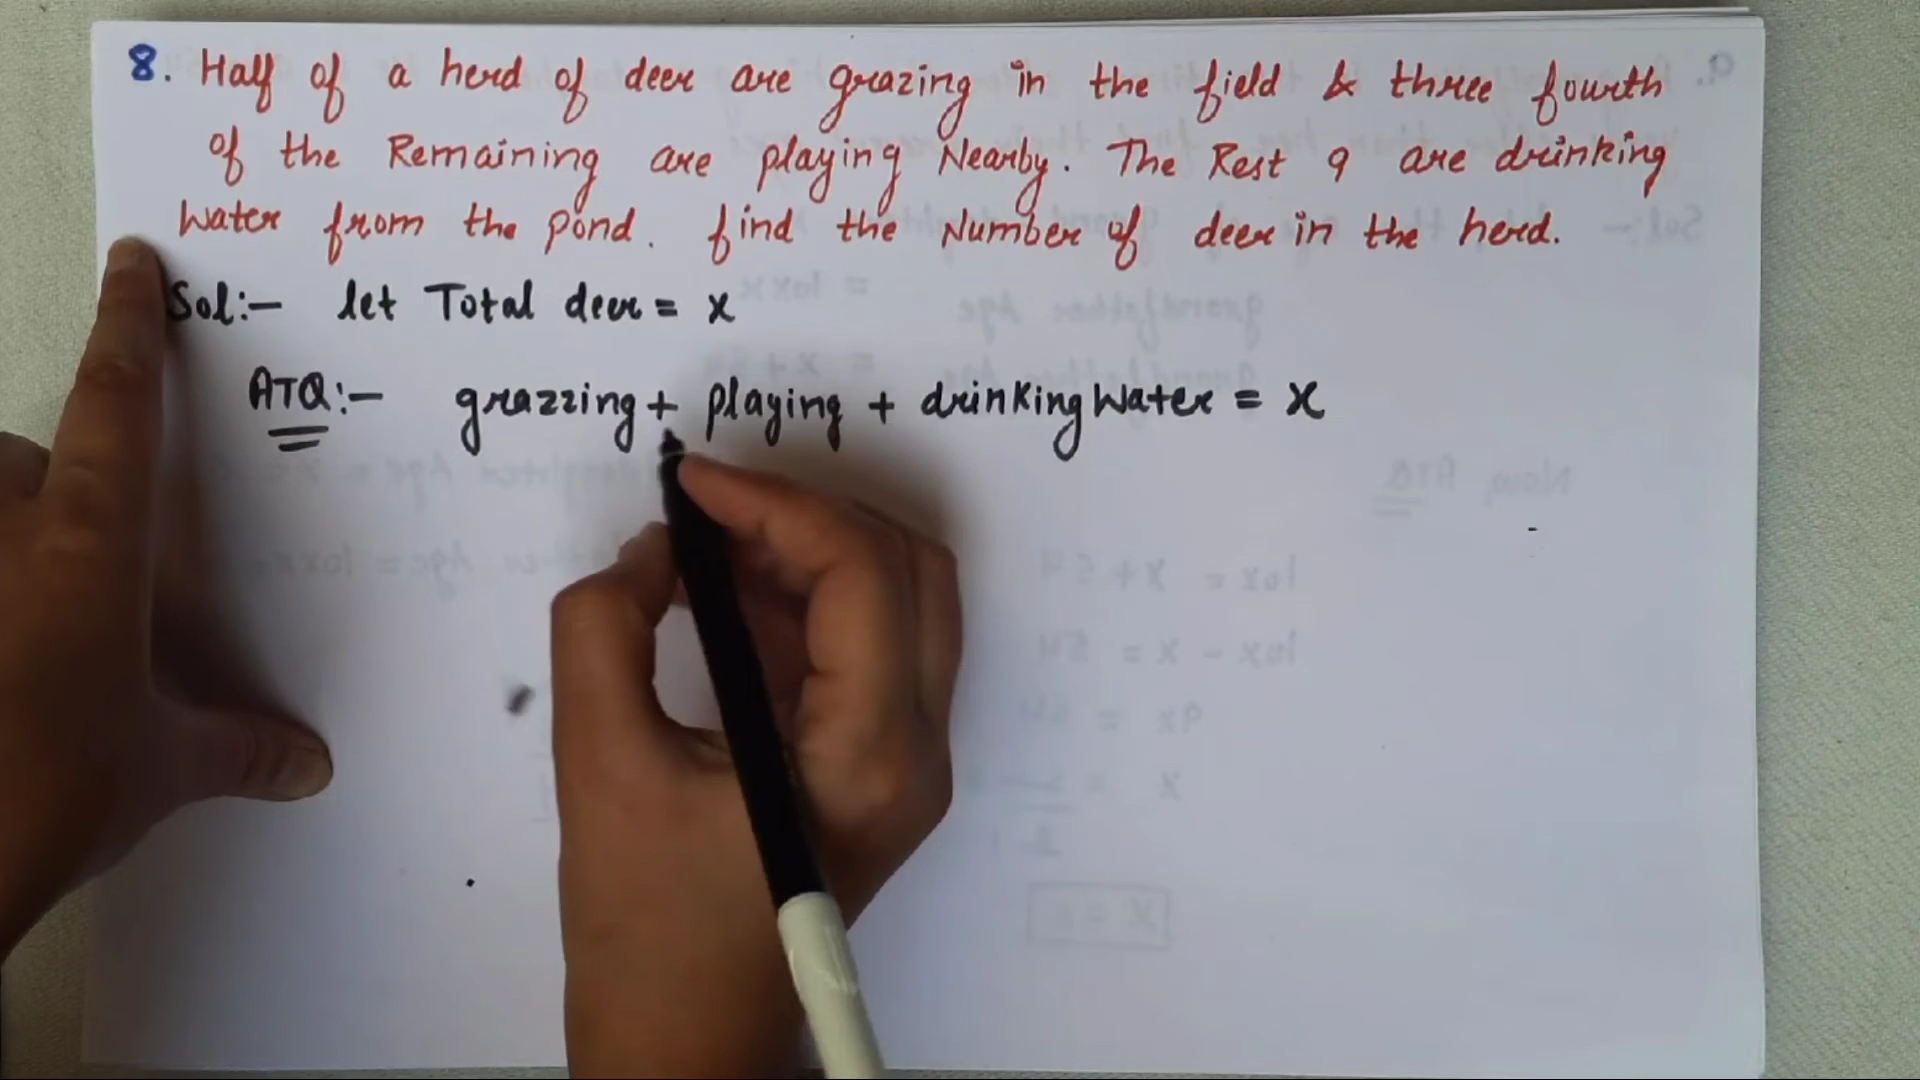 8. Half of a herd of deer are grazing in the field & three fourth
of the Remaining are playing Nearby. The Rest 9 are drinking
Water from the pond. find the Number of deer in the herd.
Sol:- let Total deer = x
ATQ:- grazzing + playing + drinking Water = x